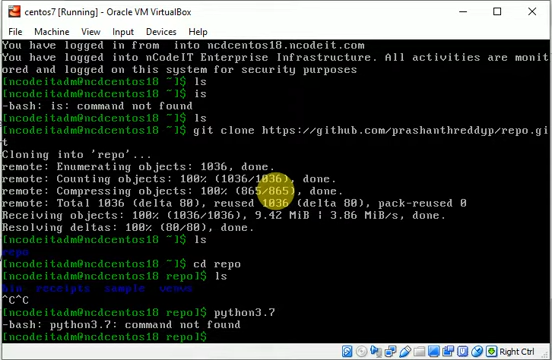 centos7 [Running] - Oracle VM VirtualBox
File Machine View Input Devices Help
You have logged in from  into ncdcentos18.ncodeit.com
You have logged into nCodeIT Enterprise Infrastructure. All activities are monit
ored and logged on this system for security purposes
[ncodeitadm@ncdcentos18 ~]$ ls
[ncodeitadm@ncdcentos18 ~]$ is
-bash: is: command not found
[ncodeitadm@ncdcentos18 ~]$ ls
[ncodeitadm@ncdcentos18 ~]$ git clone https://github.com/prashanthreddyp/repo.gi
t
Cloning into 'repo'...
remote: Enumerating objects: 1036, done.
remote: Counting objects: 100% (1036/1036), done.
remote: Compressing objects: 100% (865/865), done.
remote: Total 1036 (delta 80), reused 1036 (delta 80), pack-reused 0
Receiving objects: 100% (1036/1036), 9.42 MiB | 3.86 MiB/s, done.
Resolving deltas: 100% (80/80), done.
[ncodeitadm@ncdcentos18 ~]$ ls
repo
[ncodeitadm@ncdcentos18 ~]$ cd repo
[ncodeitadm@ncdcentos18 repo]$ ls
receipts sample venvs
^C^C
[ncodeitadm@ncdcentos18 repo]$ python3.7
-bash: python3.7: command not found
[ncodeitadm@ncdcentos18 repo]$
Right Ctrl